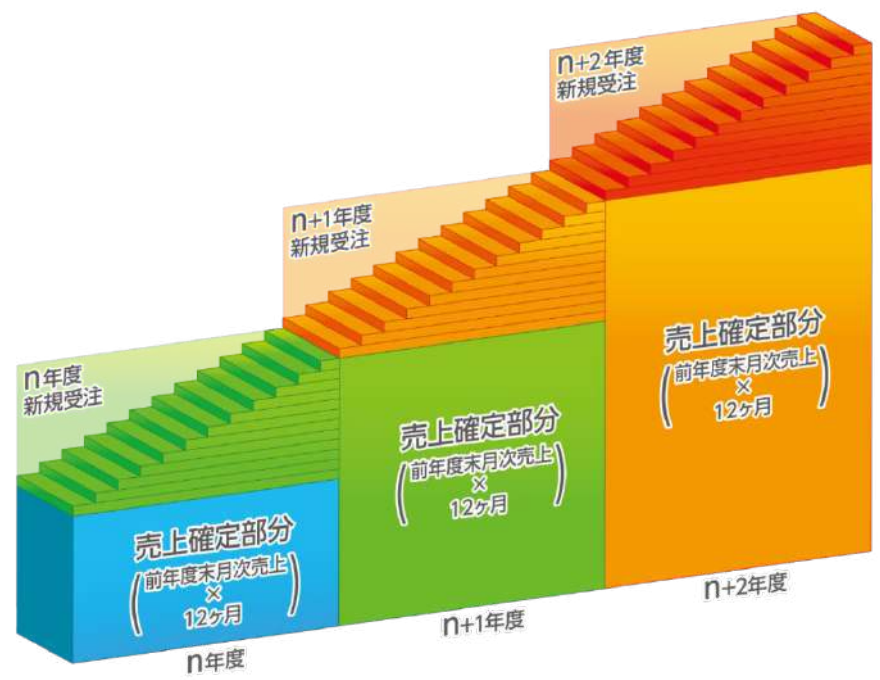 n+2年度
新規受注
n+1年度
新規受注
n年度
新規受注
売上確定部分
(前年度末月次売上
×
12ヶ月)
売上確定部分
(前年度末月次売上
×
12ヶ月)
売上確定部分
(前年度末月次売上
×
12ヶ月)
n年度
n+1年度
n+2年度